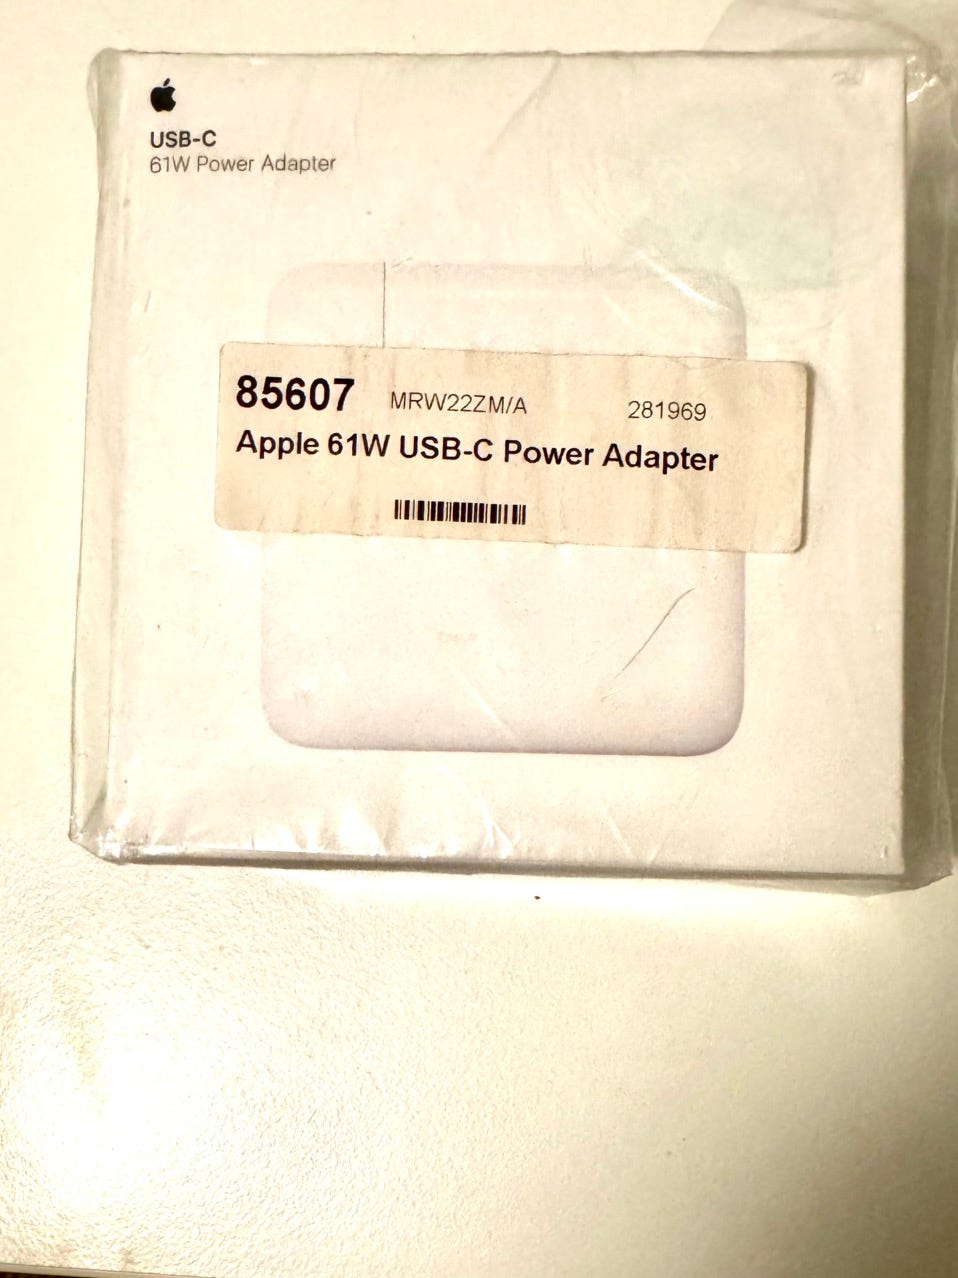 USB-C
61W Power Adapter
85607 MRW22ZM/A 281969
Apple 61W USB-C Power Adapter